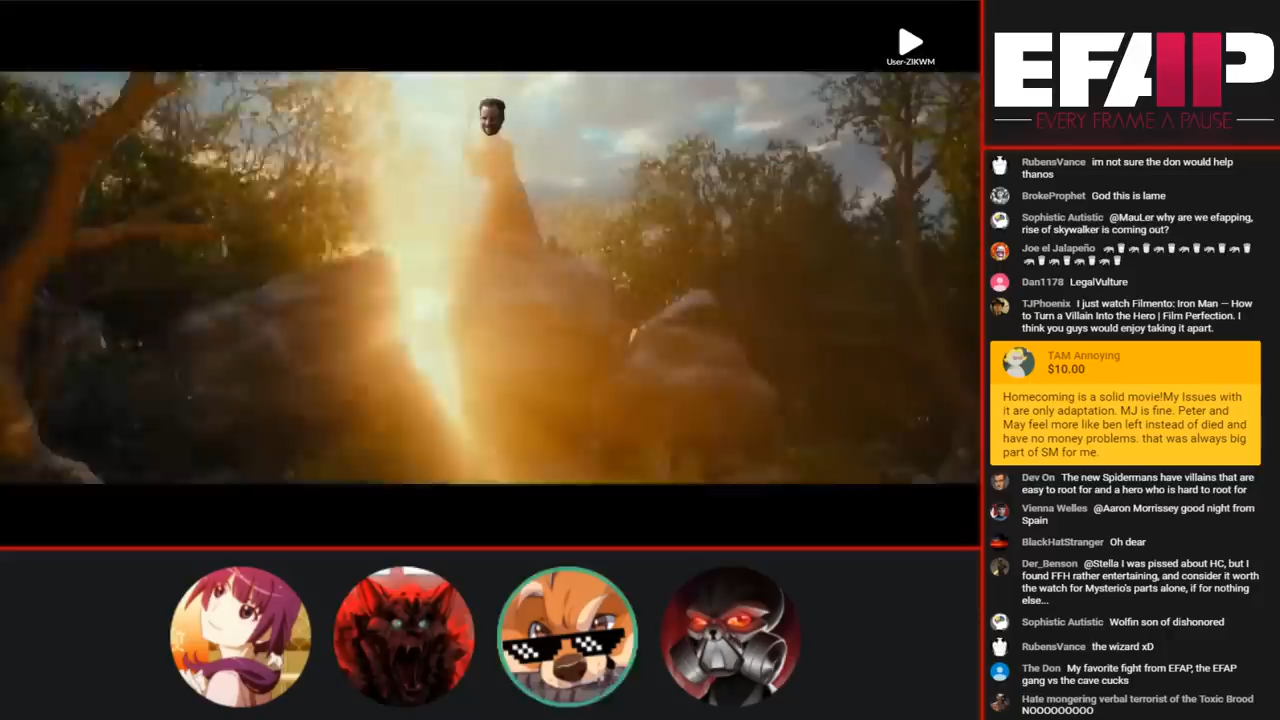 User-ZIKWM
EFAP
EVERY FRAME A PAUSE
RubensVance im not sure the don would help
thanos
BrokeProphet God this is lame
Sophistic Autistic @MauLer why are we efapping,
rise of skywalker is coming out?
Joe el Jalapeño
Dan1178 LegalVulture
TJPhoenix I just watch Filmento: Iron Man — How
to Turn a Villain Into the Hero | Film Perfection. I
think you guys would enjoy taking it apart.
TAM Annoying
$10.00
Homecoming is a solid movie!My Issues with
it are only adaptation. MJ is fine. Peter and
May feel more like ben left instead of died and
have no money problems. that was always big
part of SM for me.
Dev On The new Spidermans have villains that are
easy to root for and a hero who is hard to root for
Vienna Welles @Aaron Morrissey good night from
Spain
BlackHatStranger Oh dear
Der_Benson @Stella I was pissed about HC, but I
found FFH rather entertaining, and consider it worth
the watch for Mysterio's parts alone, if for nothing
else...
Sophistic Autistic Wolfin son of dishonored
RubensVance the wizard xD
The Don My favorite fight from EFAP, the EFAP
gang vs the cave cucks
Hate mongering verbal terrorist of the Toxic Brood
NOOOOOOOOO